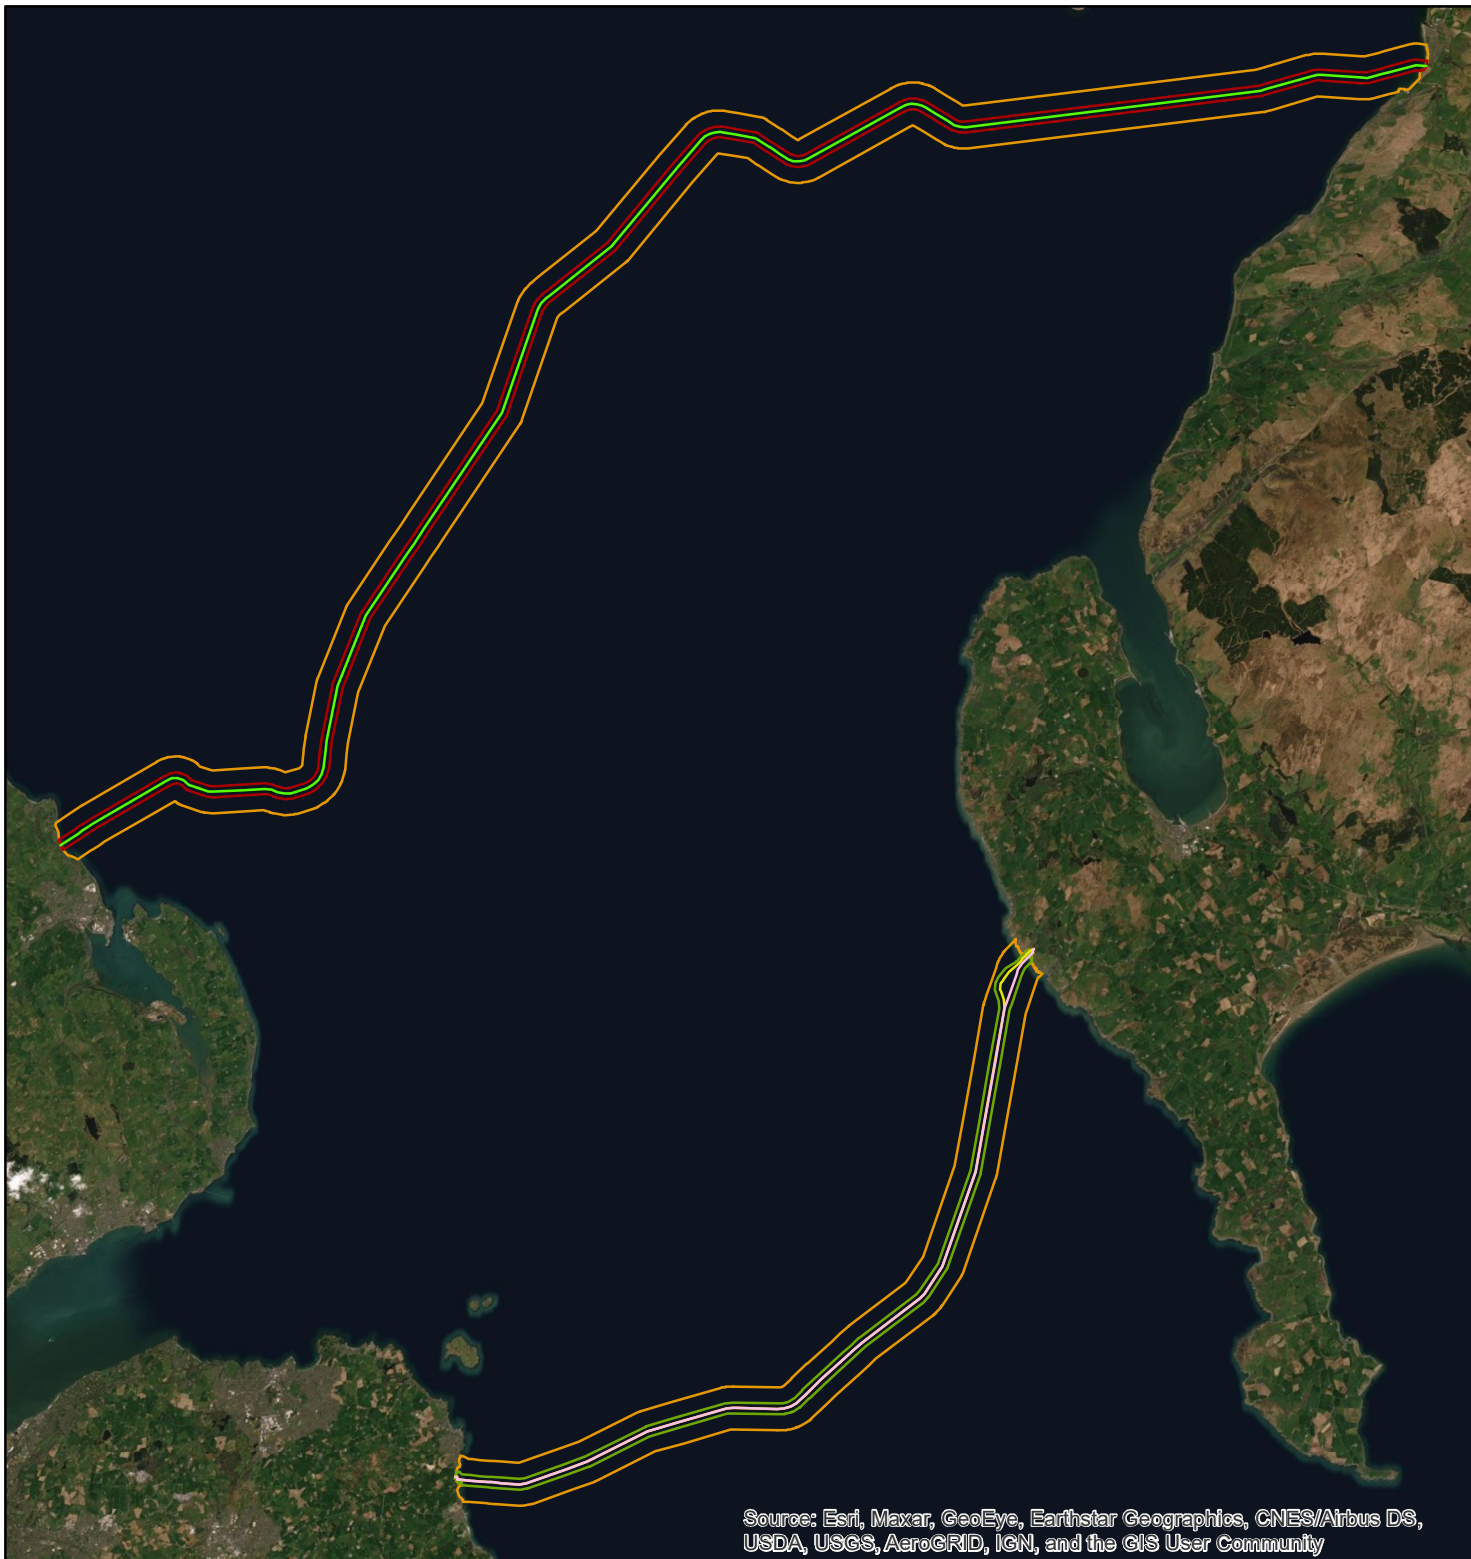 Source: Esri, Maxar, GeoEye, Earthstar Geographics, CNES/Airbus DS,
USDA, USGS, AeroGRID, IGN, and the GIS User Community